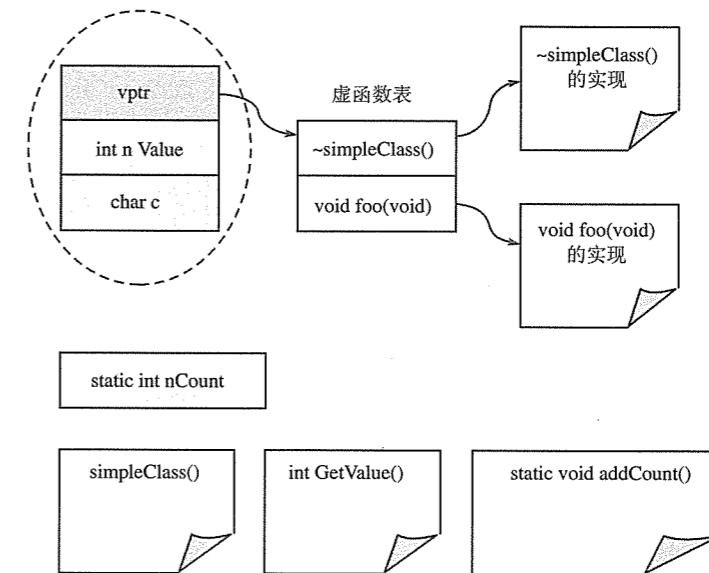 vptr
int n Value
char c
虚函数表
~simpleClass()
void foo(void)
~simpleClass()
的实现
void foo(void)
的实现
static int nCount
simpleClass()
int GetValue()
static void addCount()